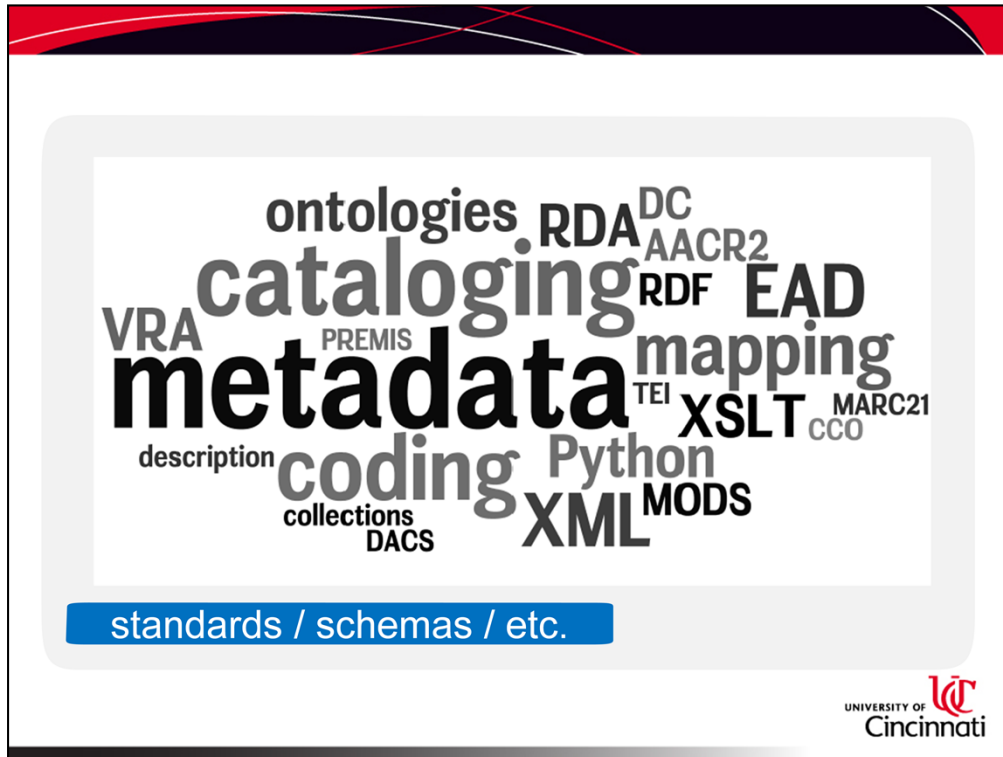 ontologies RDA DC
AACR2
cataloging RDF EAD
VRA PREMIS mapping
metadata TEI XSLT MARC21
CCO
description coding Python
collections XML MODS
DACS
standards / schemas / etc.
UC
UNIVERSITY OF
Cincinnati